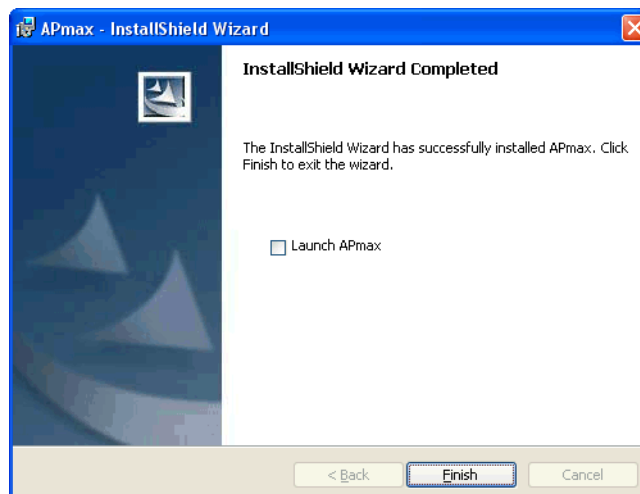 APmax - InstallShield Wizard
InstallShield Wizard Completed
The InstallShield Wizard has successfully installed APmax. Click
Finish to exit the wizard.
Launch APmax
< Back
Finish
Cancel